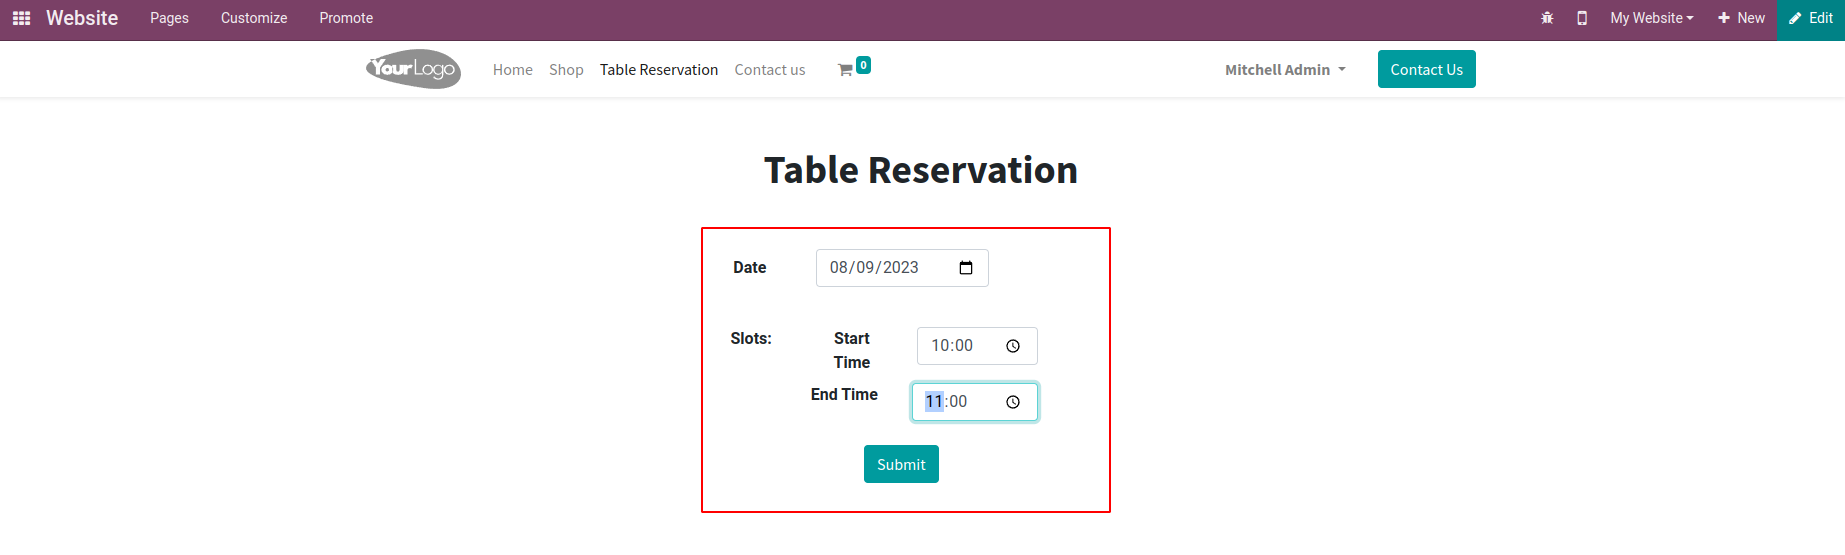 Website Pages Customize Promote My Website New Edit
YourLogo Home Shop Table Reservation Contact us 0 Mitchell Admin Contact Us
Table Reservation
Date 08/09/2023
Slots: Start Time 10:00
End Time 11:00
Submit